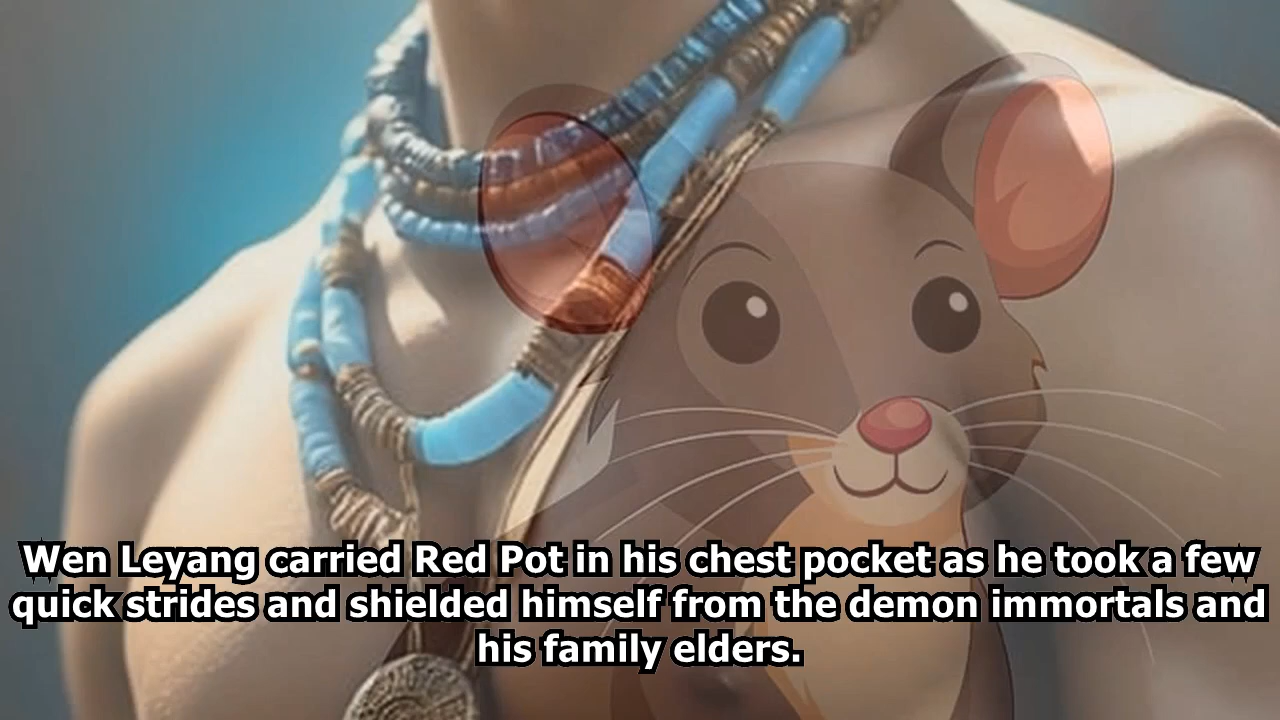 Wen Leyang carried Red Pot in his chest pocket as he took a few
quick strides and shielded himself from the demon immortals and
his family elders.